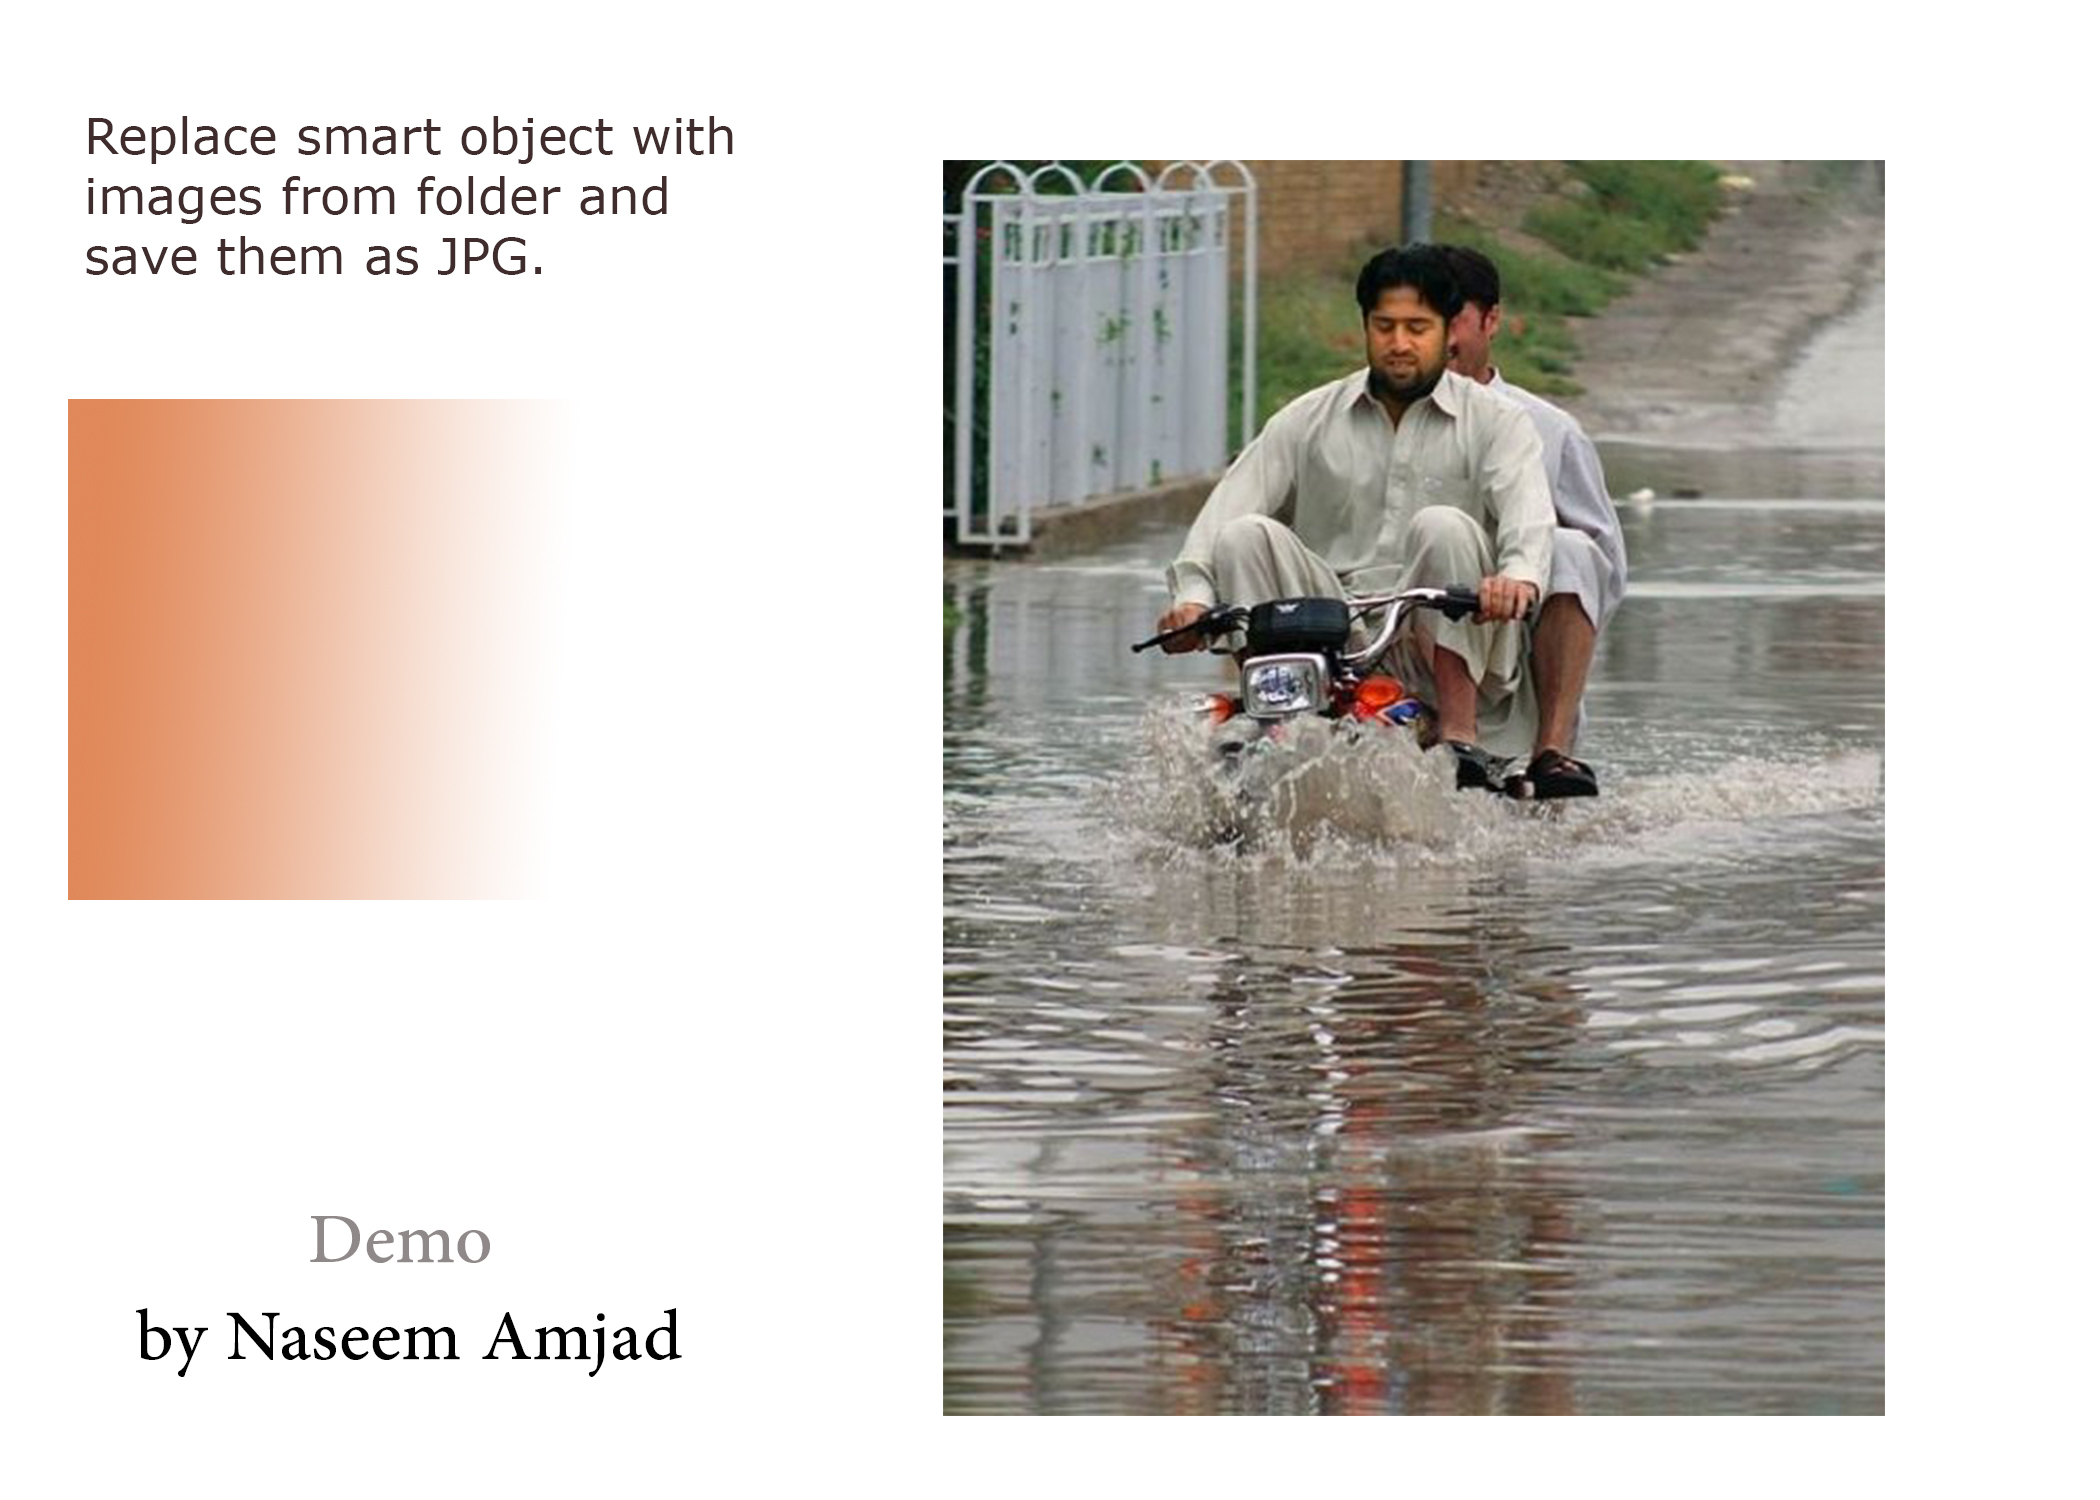 Replace smart object with
images from folder and
save them as JPG.
Demo
by Naseem Amjad